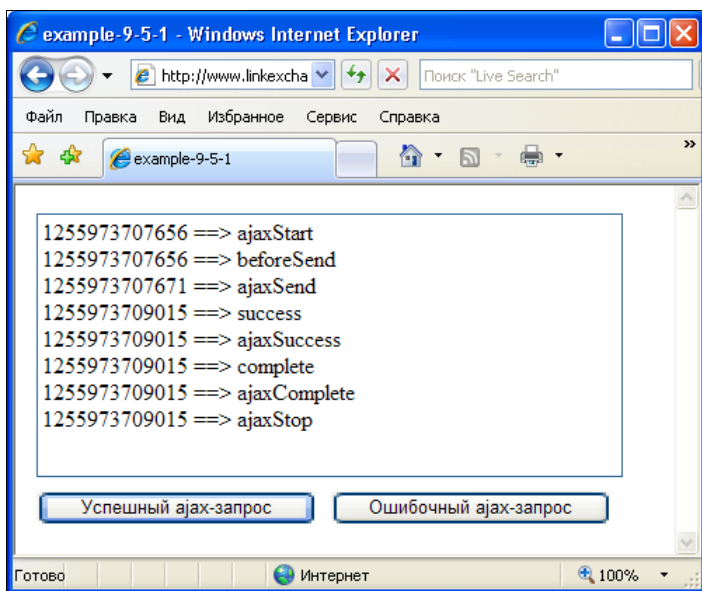 example-9-5-1 - Windows Internet Explorer
http://www.linkexcha
Поиск "Live Search"
Файл Правка Вид Избранное Сервис Справка
example-9-5-1
»
1255973707656 ==> ajaxStart
1255973707656 ==> beforeSend
1255973707671 ==> ajaxSend
1255973709015 ==> success
1255973709015 ==> ajaxSuccess
1255973709015 ==> complete
1255973709015 ==> ajaxComplete
1255973709015 ==> ajaxStop
Успешный ajax-запрос Ошибочный ajax-запрос
Готово Интернет 100%